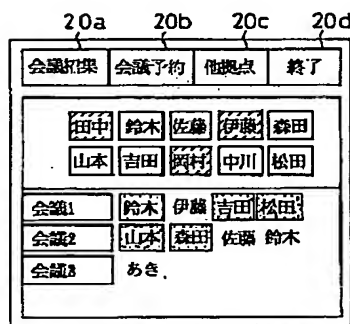 20a 20b 20c 20d
会議招集 会議予約 他拠点 終了
田中 鈴木 佐藤 伊藤 森田
山本 吉田 岡村 中川 松田
会議1 鈴木 伊藤 吉田 松田
会議2 山本 森田 佐藤 鈴木
会議3 あき